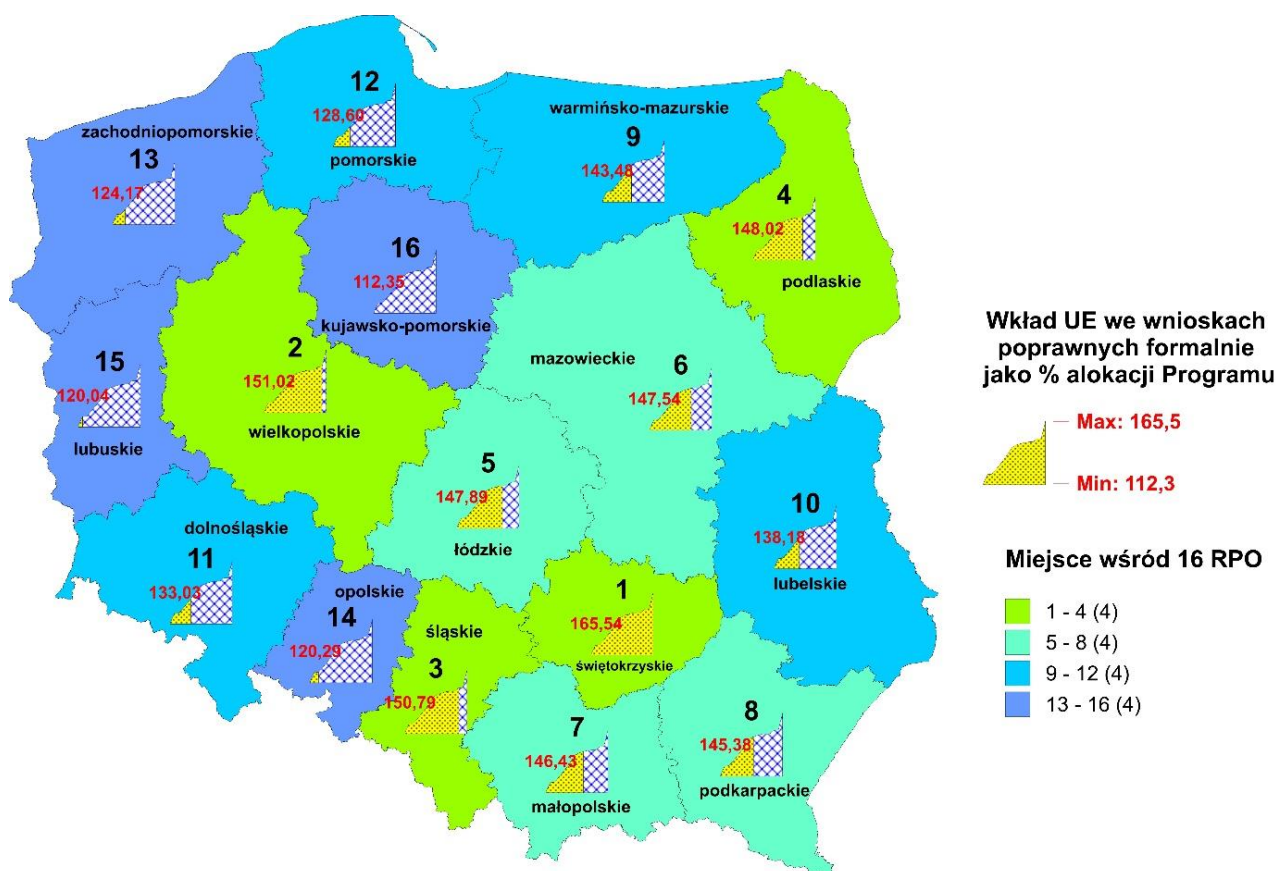 12
128,60
pomorskie
warmińsko-mazurskie
9
143,48
zachodniopomorskie
13
124,17
4
148,02
podlaskie
16
112,35
kujawsko-pomorskie
2
151,02
wielkopolskie
15
120,04
lubuskie
mazowieckie
6
147,54
5
147,89
łódzkie
10
138,18
lubelskie
dolnośląskie
11
133,03
opolskie
14
120,29
śląskie
3
150,79
1
165,54
świętokrzyskie
7
146,43
małopolskie
8
145,38
podkarpackie
Wkład UE we wnioskach
poprawnych formalnie
jako % alokacji Programu
Max: 165,5
Min: 112,3
Miejsce wśród 16 RPO
1 - 4 (4)
5 - 8 (4)
9 - 12 (4)
13 - 16 (4)